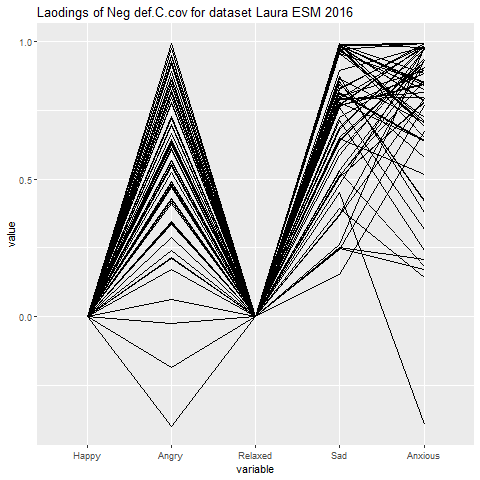 Laodings of Neg def.C.cov for dataset Laura ESM 2016
1.0
0.5
0.0
value
Happy Angry Relaxed Sad Anxious
variable